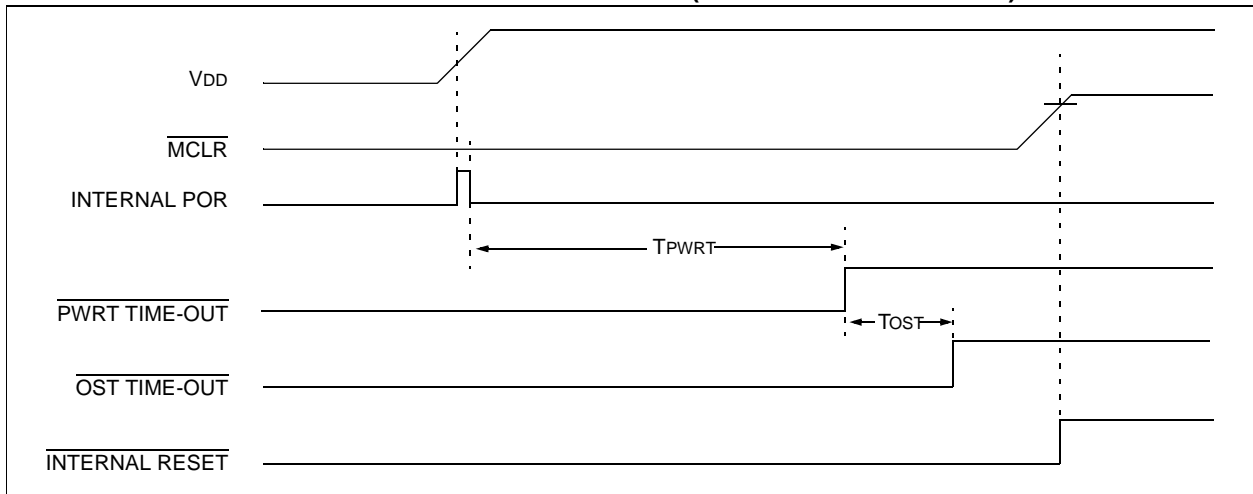 VDD
MCLR
INTERNAL POR
TPWRT
PWRT TIME-OUT
TOST
OST TIME-OUT
INTERNAL RESET